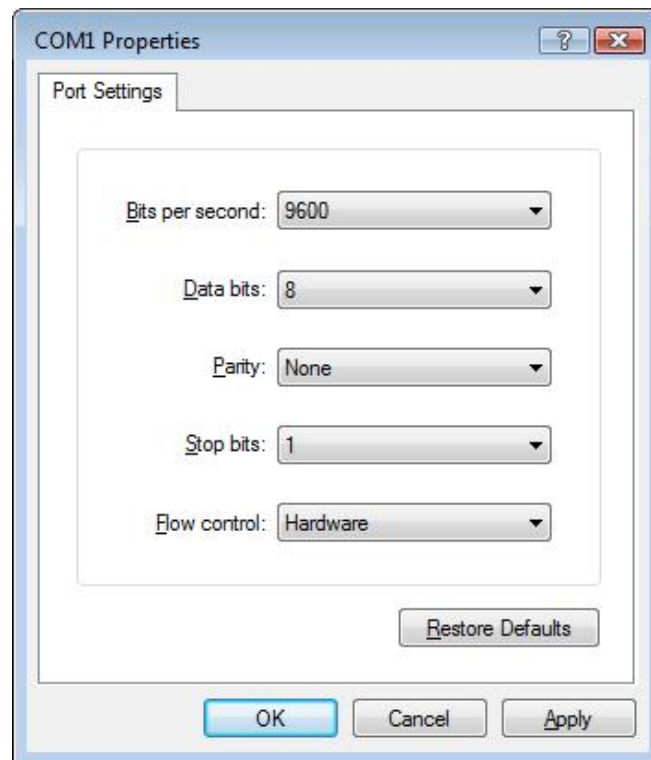 COM1 Properties
Port Settings
Bits per second: 9600
Data bits: 8
Parity: None
Stop bits: 1
Flow control: Hardware
Restore Defaults
OK Cancel Apply